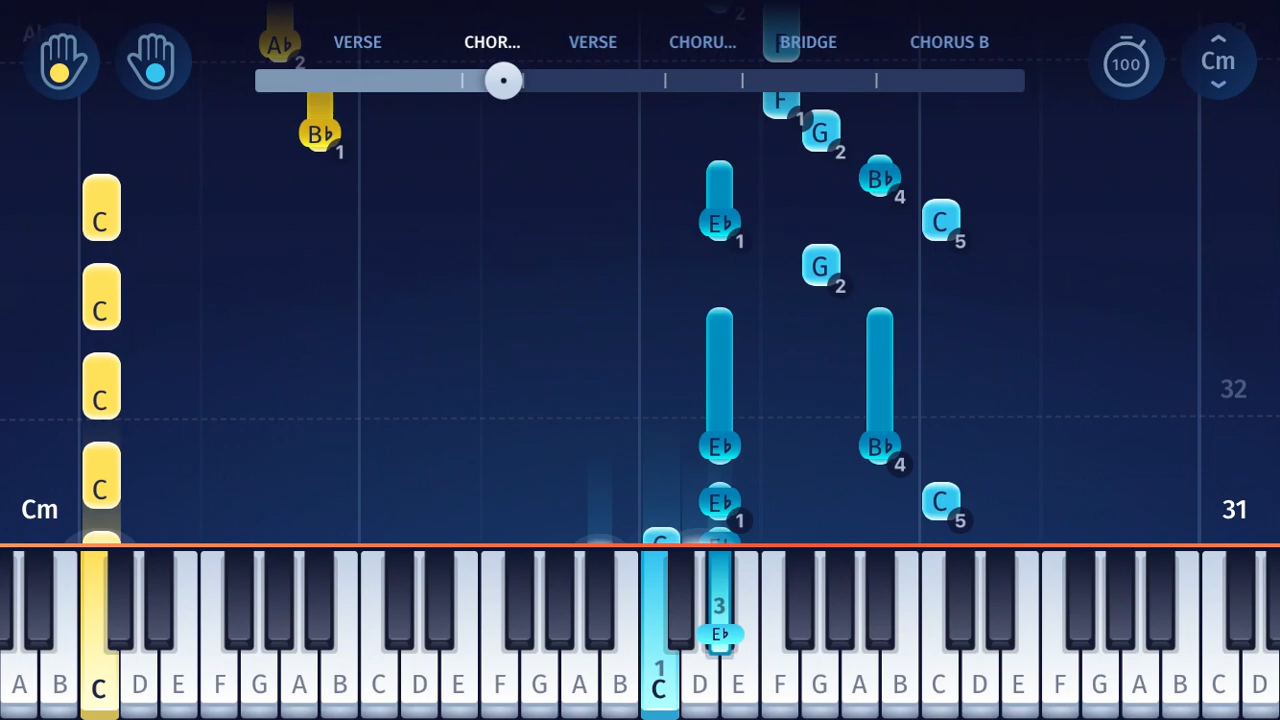 A♭ VERSE CHOR... VERSE CHORU... BRIDGE CHORUS B
2
2
100
Cm
F
1
B♭
1
G
2
B♭
4
C
E♭
1
C
5
G
2
C
C
32
E♭
B♭
4
C
E♭
1
C
5
Cm
31
3
E♭
1
A B C D E F G A B C D E F G A B C D E F G A B C D E F G A B C D